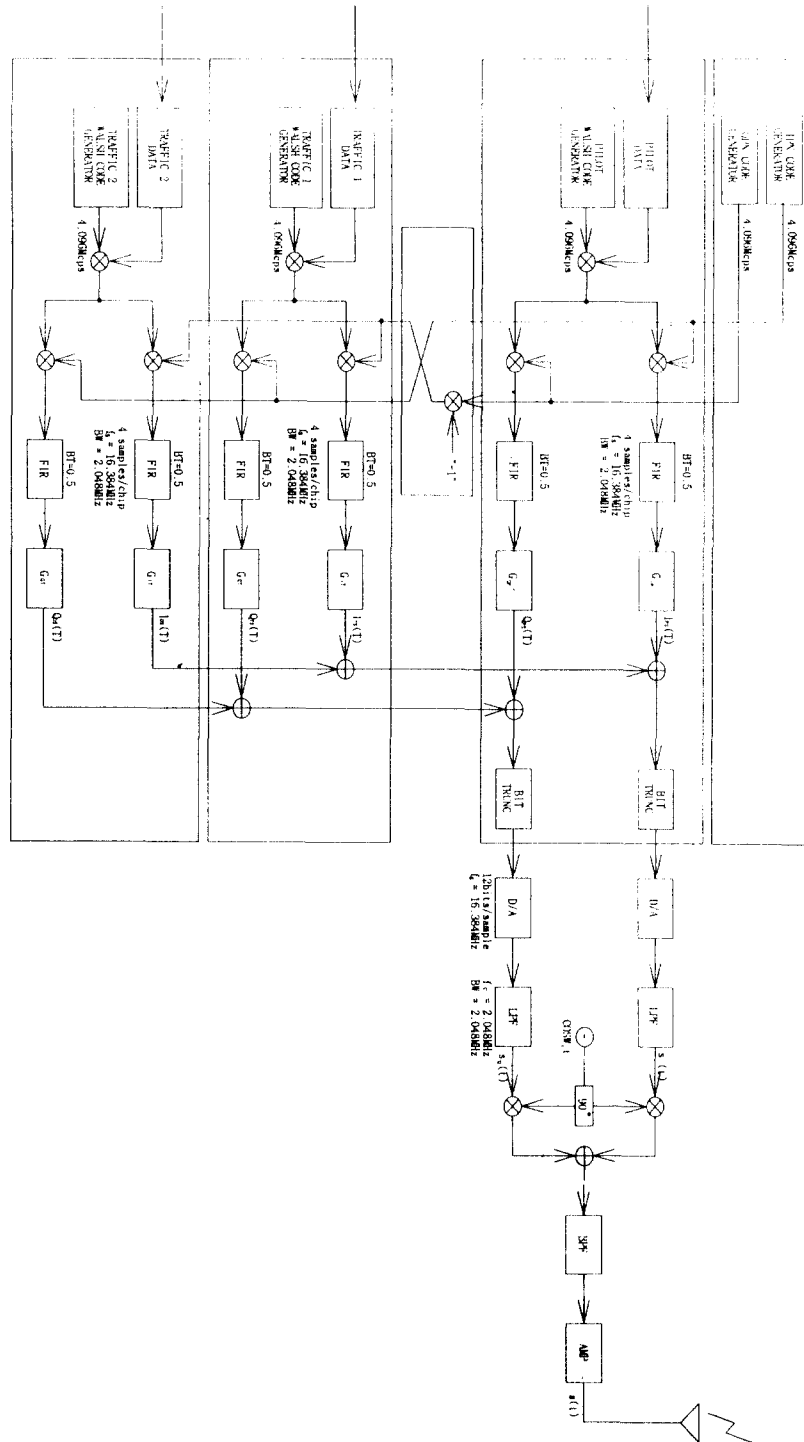 IPN CODE
GENERATOR
QPN CODE
GENERATOR
4.096Mcps
4.096Mcps
PILOT
DATA
PILOT
WALSH CODE
GENERATOR
4.096Mcps
BT=0.5
FIR
4 samples/chip
fs = 16.384MHz
BW = 2.048MHz
BT=0.5
FIR
BIT
TRUNC
BIT
TRUNC
D/A
D/A
12bits/sample
fs = 16.384MHz
LPF
LPF
fc = 2.048MHz
BW = 2.048MHz
90°
BPF
AMP
s(t)
"-1"
TRAFFIC 1
DATA
TRAFFIC 1
WALSH CODE
GENERATOR
4.096Mcps
BT=0.5
FIR
4 samples/chip
fs = 16.384MHz
BW = 2.048MHz
BT=0.5
FIR
TRAFFIC 2
DATA
TRAFFIC 2
WALSH CODE
GENERATOR
4.096Mcps
BT=0.5
FIR
4 samples/chip
fs = 16.384MHz
BW = 2.048MHz
BT=0.5
FIR